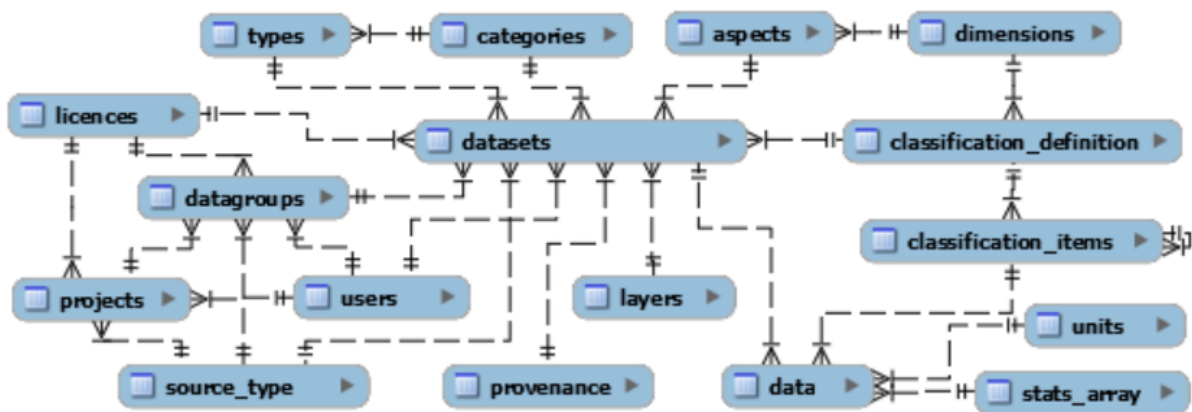 types
categories
aspects
dimensions
licences
datasets
classification_definition
datagroups
classification_items
projects
users
layers
units
source_type
provenance
data
stats_array